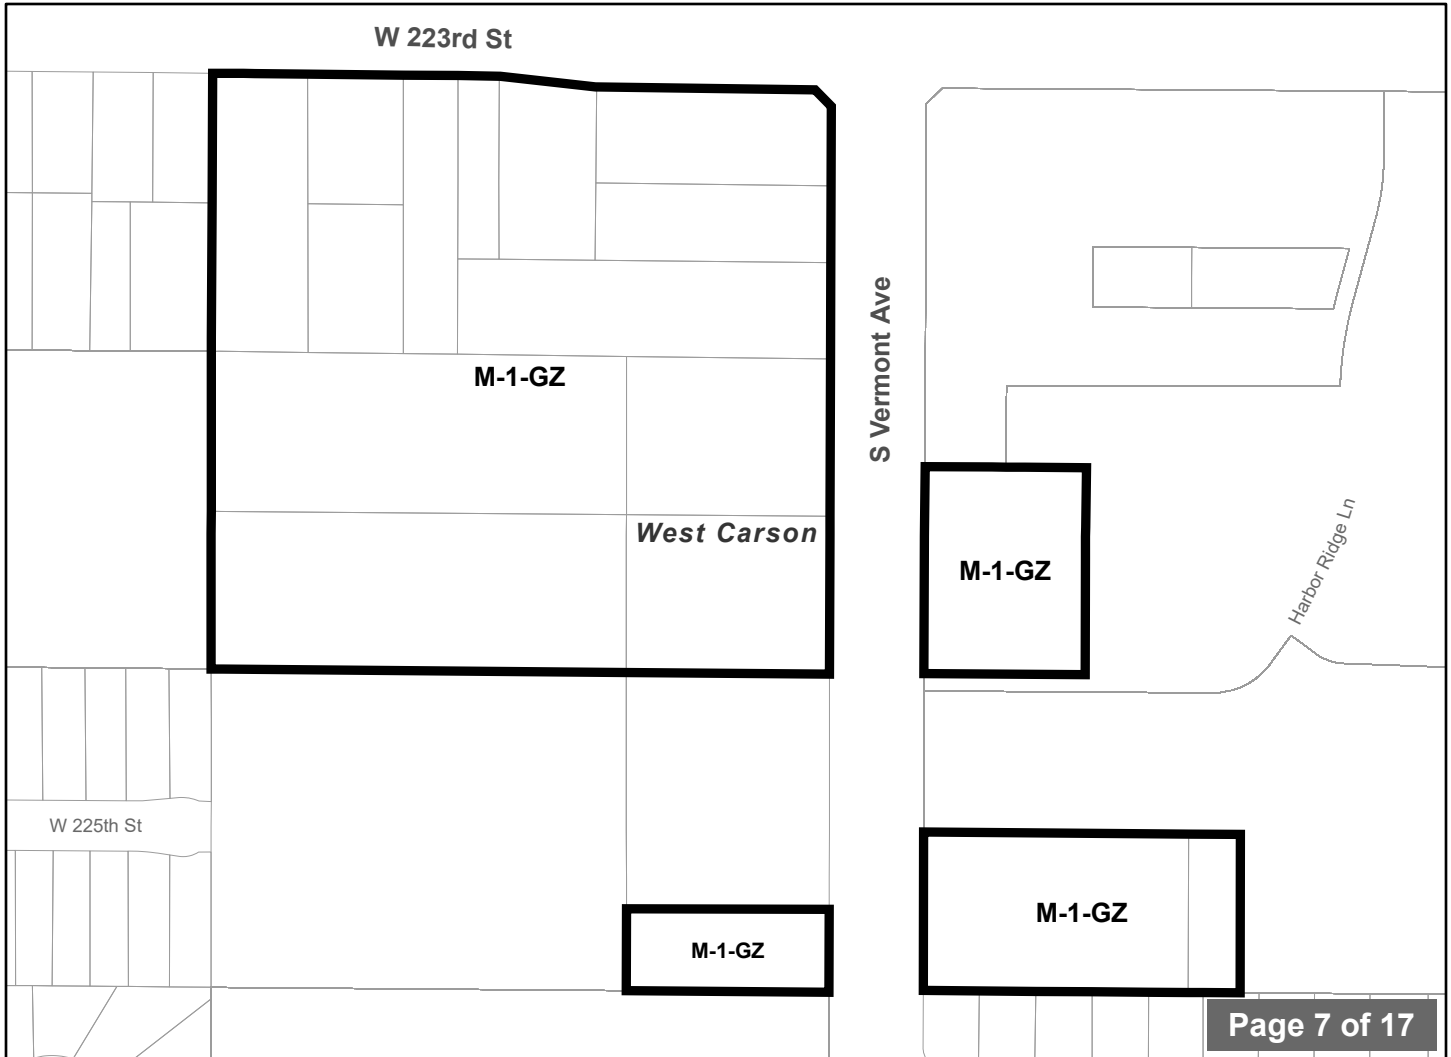 W 223rd St
S Vermont Ave
M-1-GZ
West Carson
M-1-GZ
Harbor Ridge Ln
W 225th St
M-1-GZ
M-1-GZ
Page 7 of 17